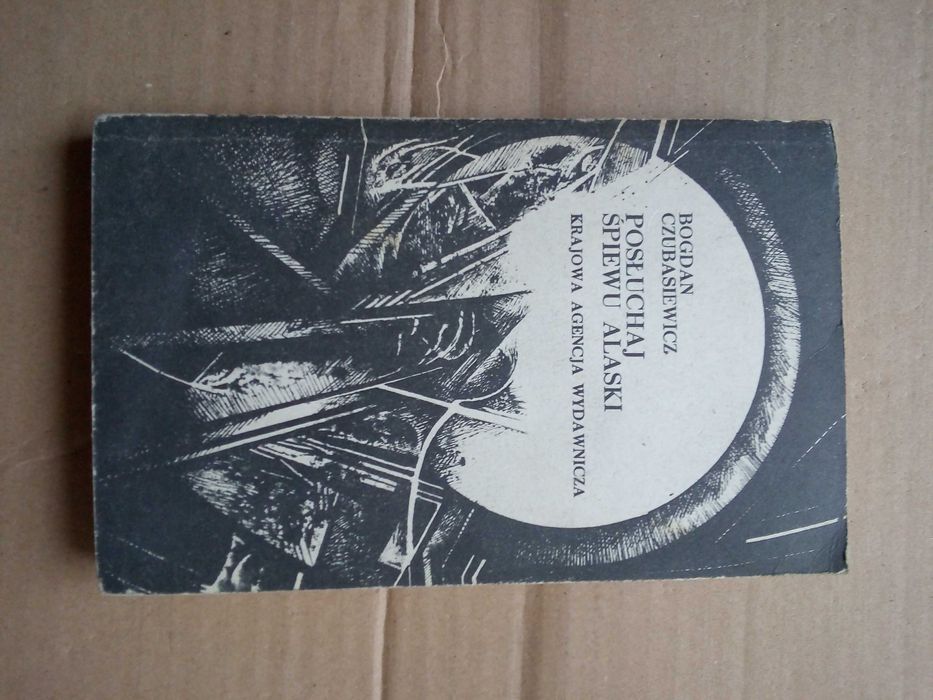 BOGDAN
CZUBASIEWICZ
POSŁUCHAJ
ŚPIEWU ALASKI
KRAJOWA AGENCJA WYDAWNICZA